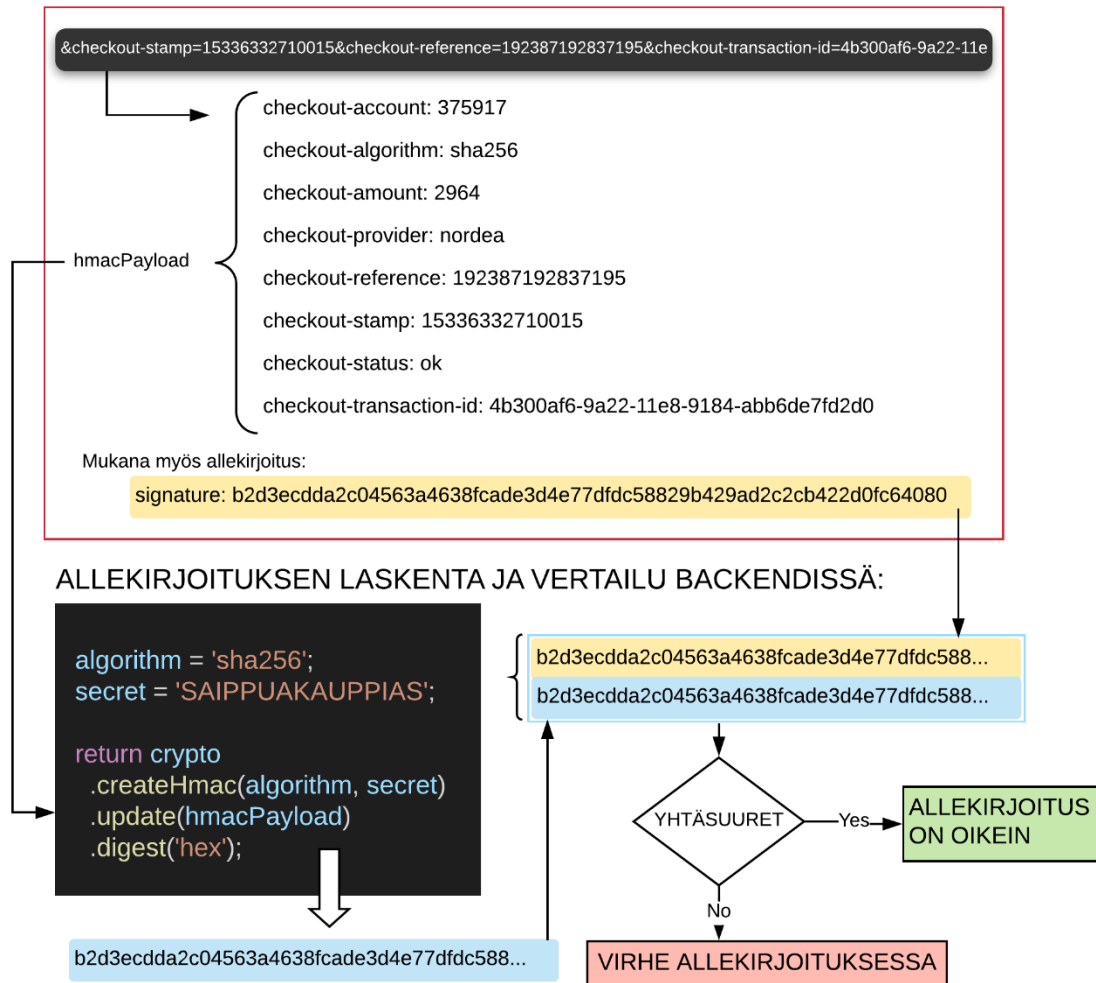 &checkout-stamp=15336332710015&checkout-reference=192387192837195&checkout-transaction-id=4b300af6-9a22-11e
checkout-account: 375917
checkout-algorithm: sha256
checkout-amount: 2964
checkout-provider: nordea
hmacPayload
checkout-reference: 192387192837195
checkout-stamp: 15336332710015
checkout-status: ok
checkout-transaction-id: 4b300af6-9a22-11e8-9184-abb6de7fd2d0
Mukana myös allekirjoitus:
signature: b2d3ecdda2c04563a4638fcade3d4e77dfdc58829b429ad2c2cb422d0fc64080
ALLEKIRJOITUKSEN LASKENTA JA VERTAILU BACKENDISSÄ:
algorithm = 'sha256';
secret = 'SAIPPUAKAUPPIAS';
return crypto
.createHmac(algorithm, secret)
.update(hmacPayload)
.digest('hex');
b2d3ecdda2c04563a4638fcade3d4e77dfdc588...
b2d3ecdda2c04563a4638fcade3d4e77dfdc588...
b2d3ecdda2c04563a4638fcade3d4e77dfdc588...
YHTÄSUURET
Yes
ALLEKIRJOITUS
ON OIKEIN
No
VIRHE ALLEKIRJOITUKSESSA